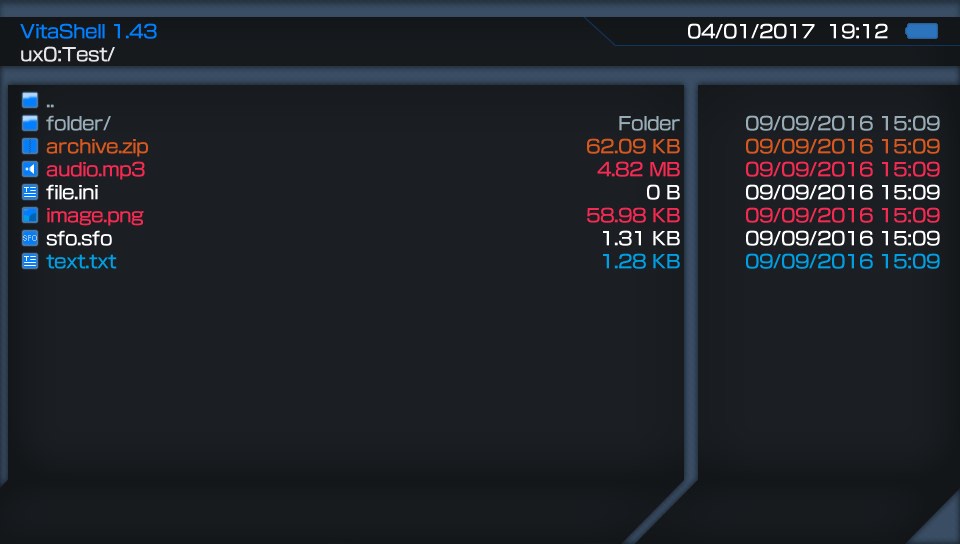 VitaShell 1.43 04/01/2017 19:12
ux0:Test/
..
folder/ Folder 09/09/2016 15:09
archive.zip 62.09 KB 09/09/2016 15:09
audio.mp3 4.82 MB 09/09/2016 15:09
file.ini 0 B 09/09/2016 15:09
image.png 58.98 KB 09/09/2016 15:09
SFO sfo.sfo 1.31 KB 09/09/2016 15:09
text.txt 1.28 KB 09/09/2016 15:09